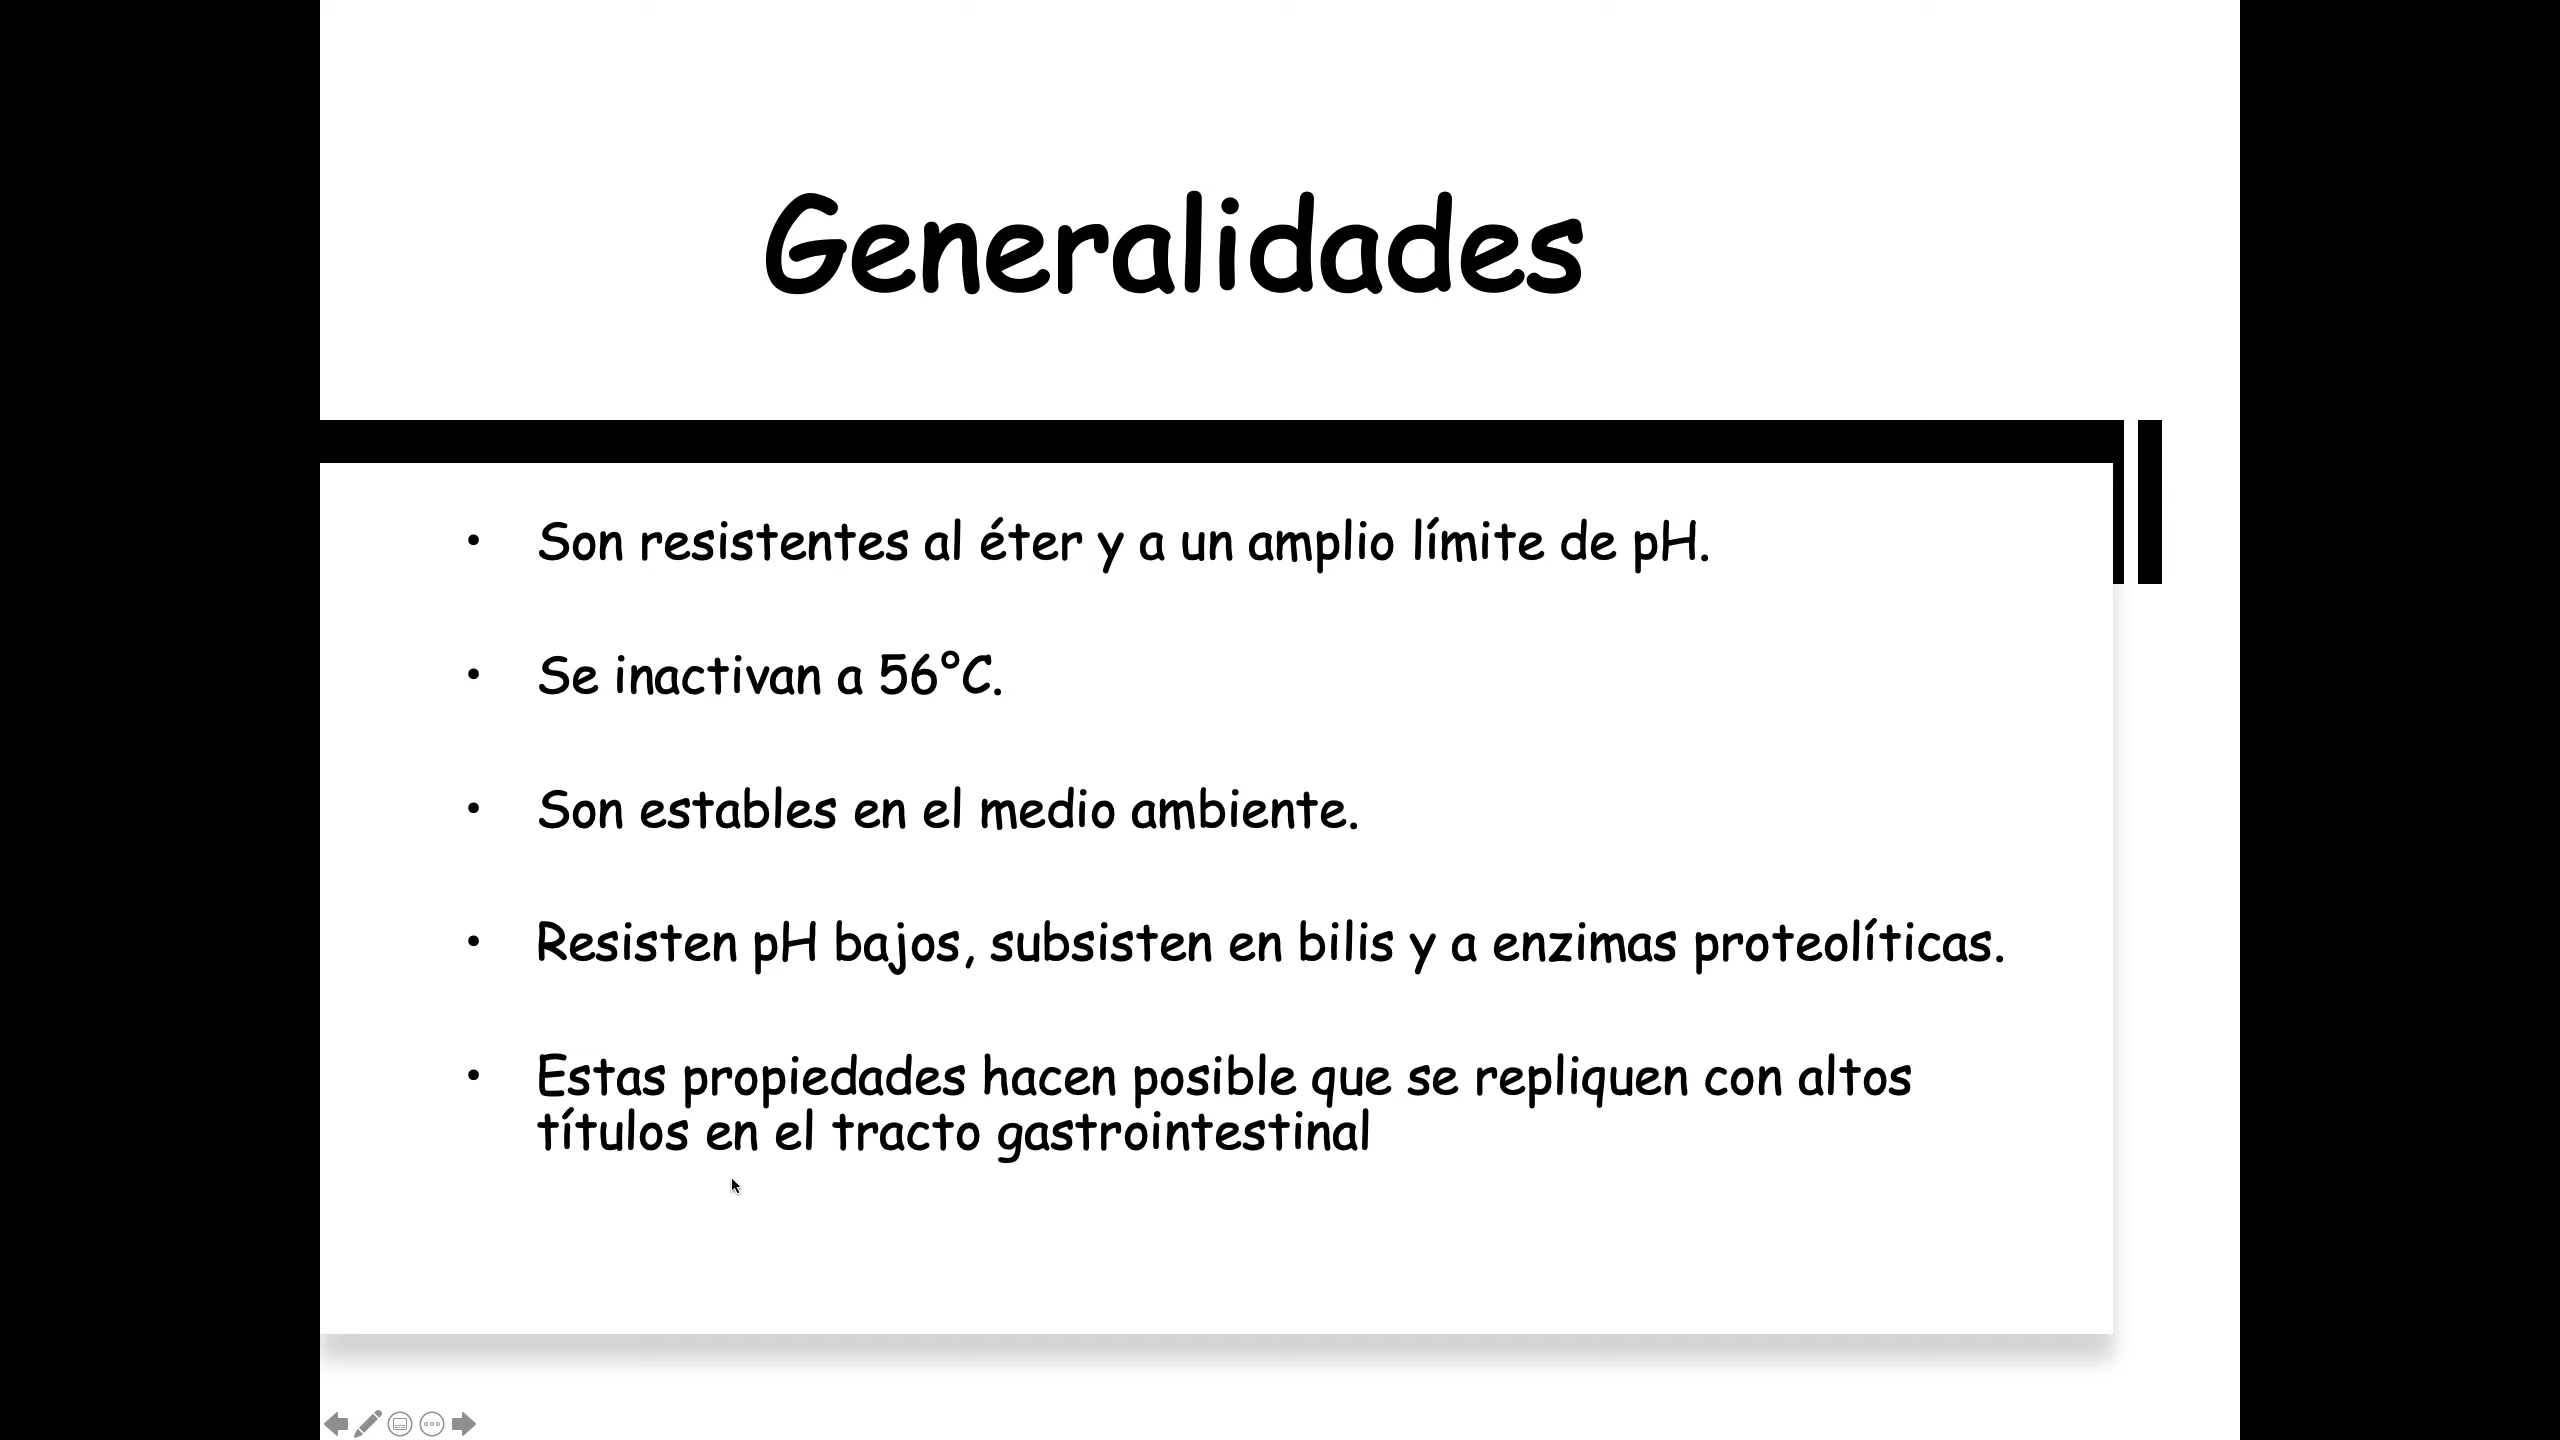 Generalidades
• Son resistentes al éter y a un amplio límite de pH.
• Se inactivan a 56°C.
• Son estables en el medio ambiente.
• Resisten pH bajos, subsisten en bilis y a enzimas proteolíticas.
• Estas propiedades hacen posible que se repliquen con altos
títulos en el tracto gastrointestinal